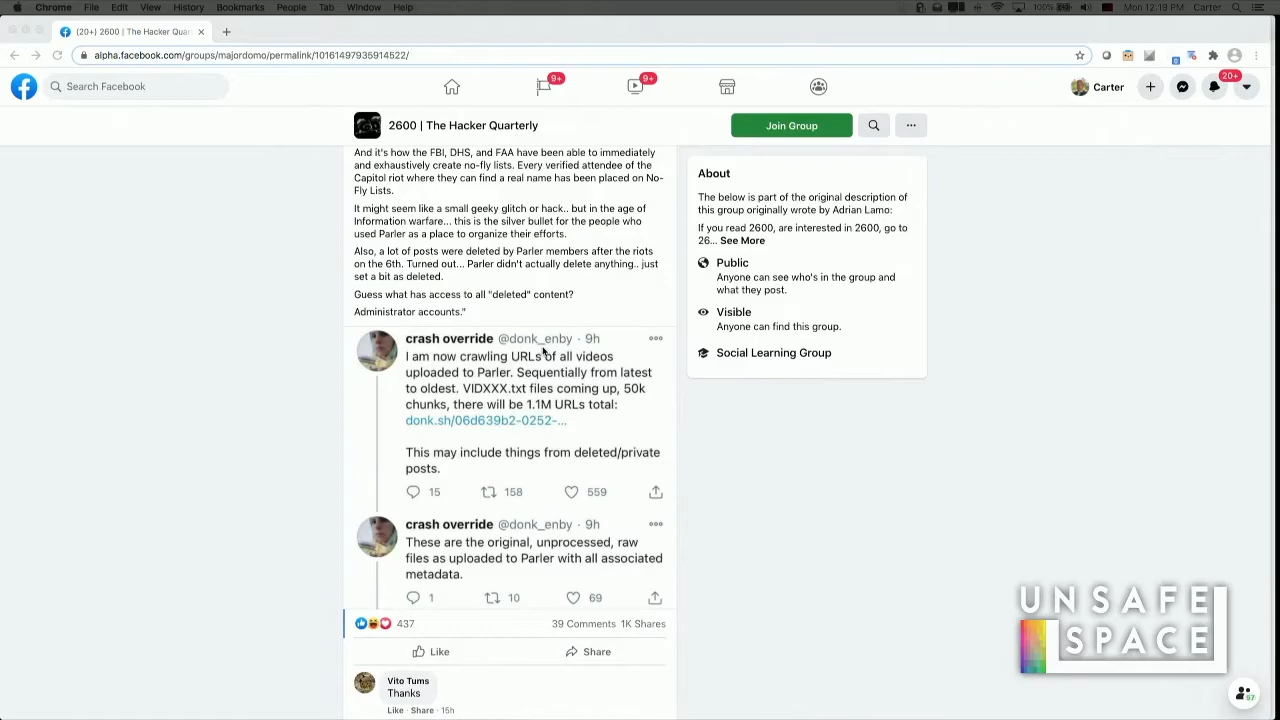 Chrome File Edit View History Bookmarks People Tab Window Help
100% Mon 12:19 PM Carter
(20+) 2600 | The Hacker Quar
alpha.facebook.com/groups/majordomo/permalink/10161497935914522/
Search Facebook
9+
9+
Carter
20+
2600 | The Hacker Quarterly
Join Group
And it's how the FBI, DHS, and FAA have been able to immediately
and exhaustively create no-fly lists. Every verified attendee of the
Capitol riot where they can find a real name has been placed on No-
Fly Lists.
It might seem like a small geeky glitch or hack.. but in the age of
Information warfare... this is the silver bullet for the people who
used Parler as a place to organize their efforts.
Also, a lot of posts were deleted by Parler members after the riots
on the 6th. Turned out... Parler didn't actually delete anything.. just
set a bit as deleted.
Guess what has access to all "deleted" content?
Administrator accounts."
crash override @donk_enby · 9h
I am now crawling URLs of all videos
uploaded to Parler. Sequentially from latest
to oldest. VIDXXX.txt files coming up, 50k
chunks, there will be 1.1M URLs total:
donk.sh/06d639b2-0252-...
This may include things from deleted/private
posts.
15 158 559
crash override @donk_enby · 9h
These are the original, unprocessed, raw
files as uploaded to Parler with all associated
metadata.
1 10 69
437 39 Comments 1K Shares
Like Share
Vito Tums
Thanks
Like · Share · 15h
About
The below is part of the original description of
this group originally wrote by Adrian Lamo:
If you read 2600, are interested in 2600, go to
26... See More
Public
Anyone can see who's in the group and
what they post.
Visible
Anyone can find this group.
Social Learning Group
UNSAFE
SPACE
57